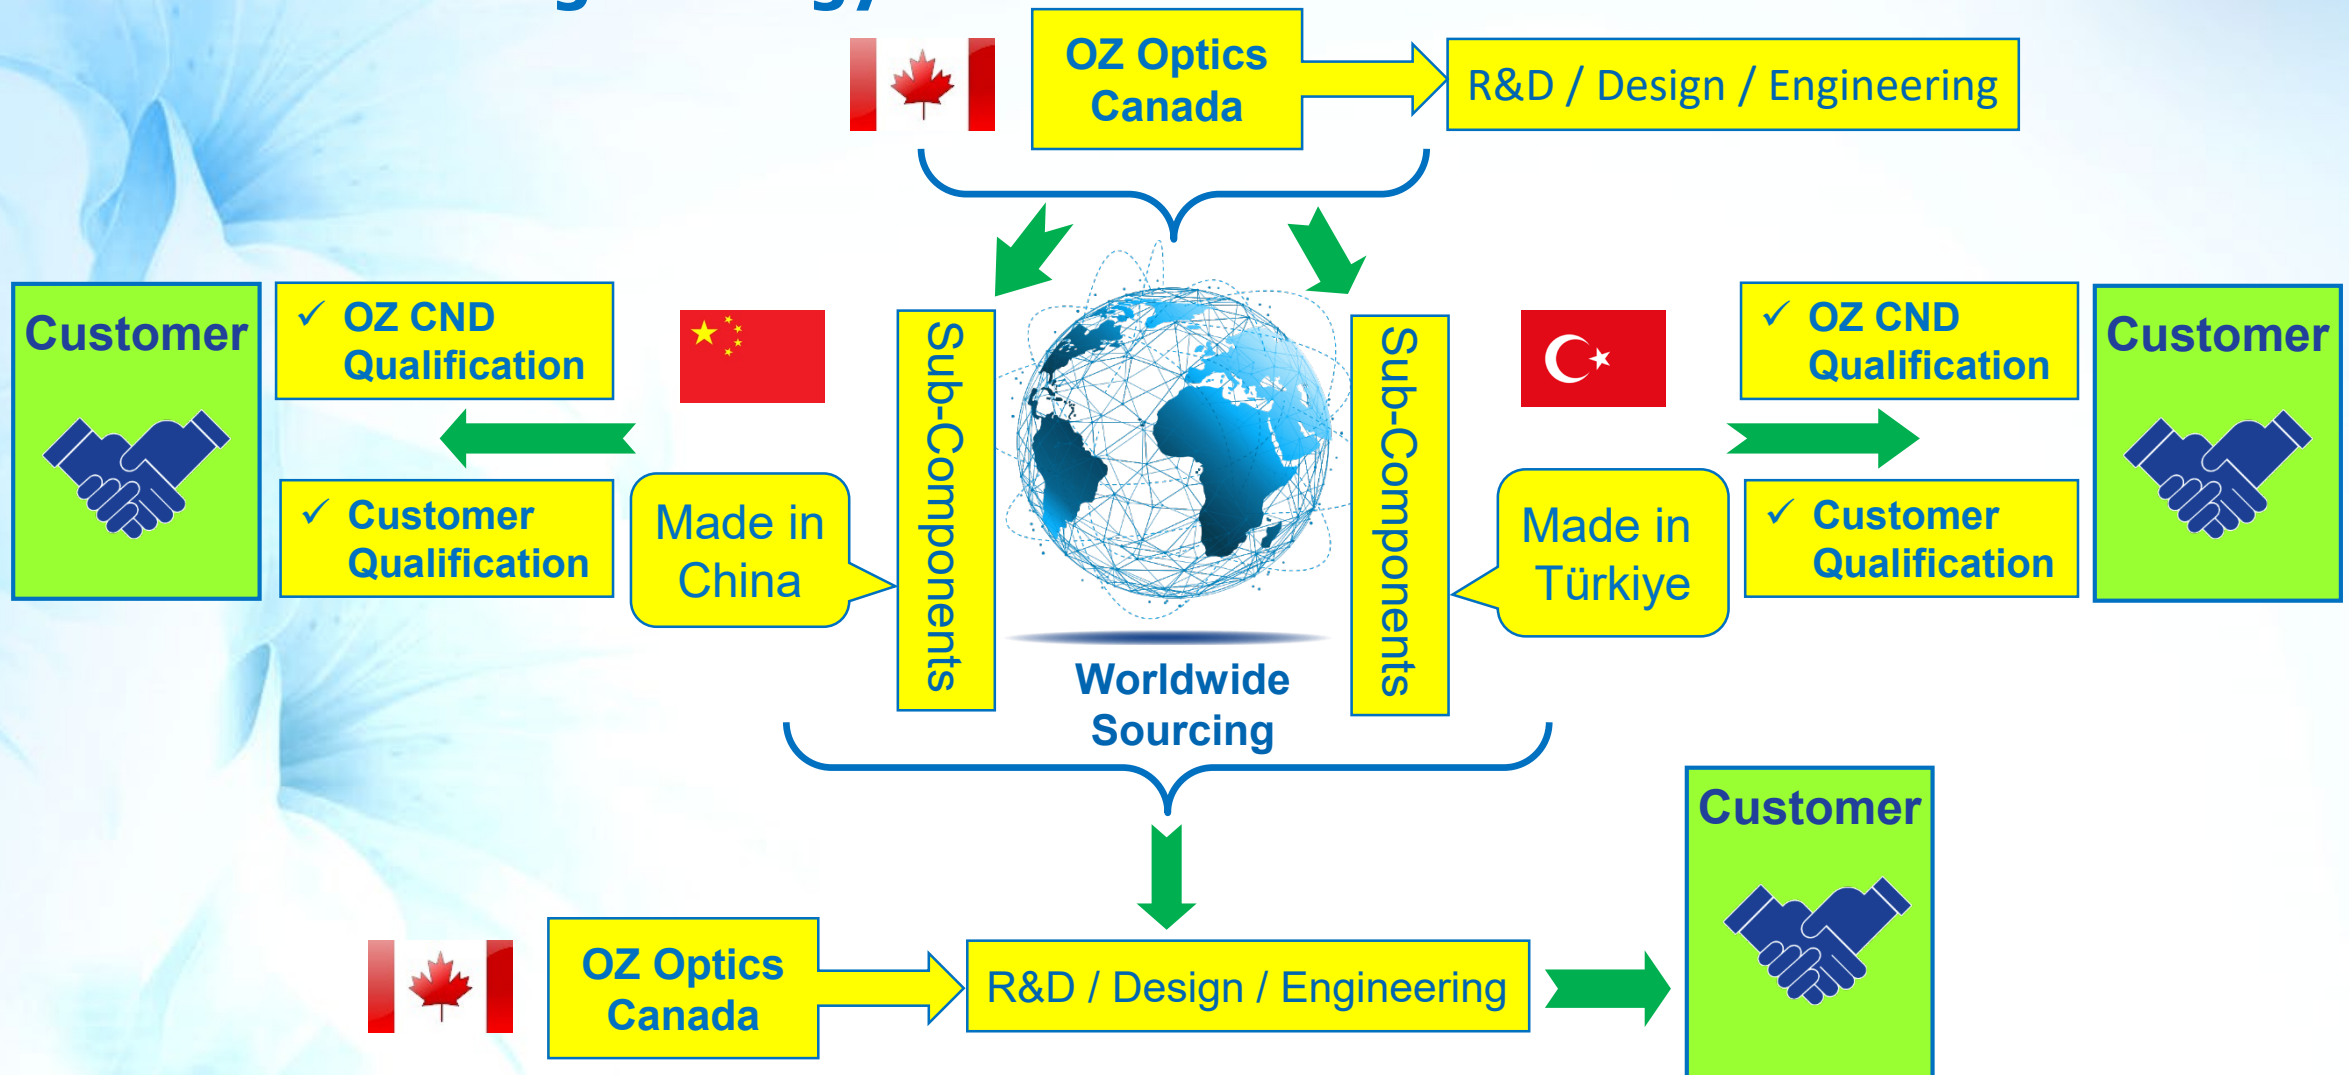 OZ Optics
Canada
R&D / Design / Engineering
Customer
✓ OZ CND
Qualification
✓ Customer
Qualification
Made in
China
Sub-Components
Worldwide
Sourcing
Sub-Components
Made in
Türkiye
✓ OZ CND
Qualification
✓ Customer
Qualification
Customer
OZ Optics
Canada
R&D / Design / Engineering
Customer